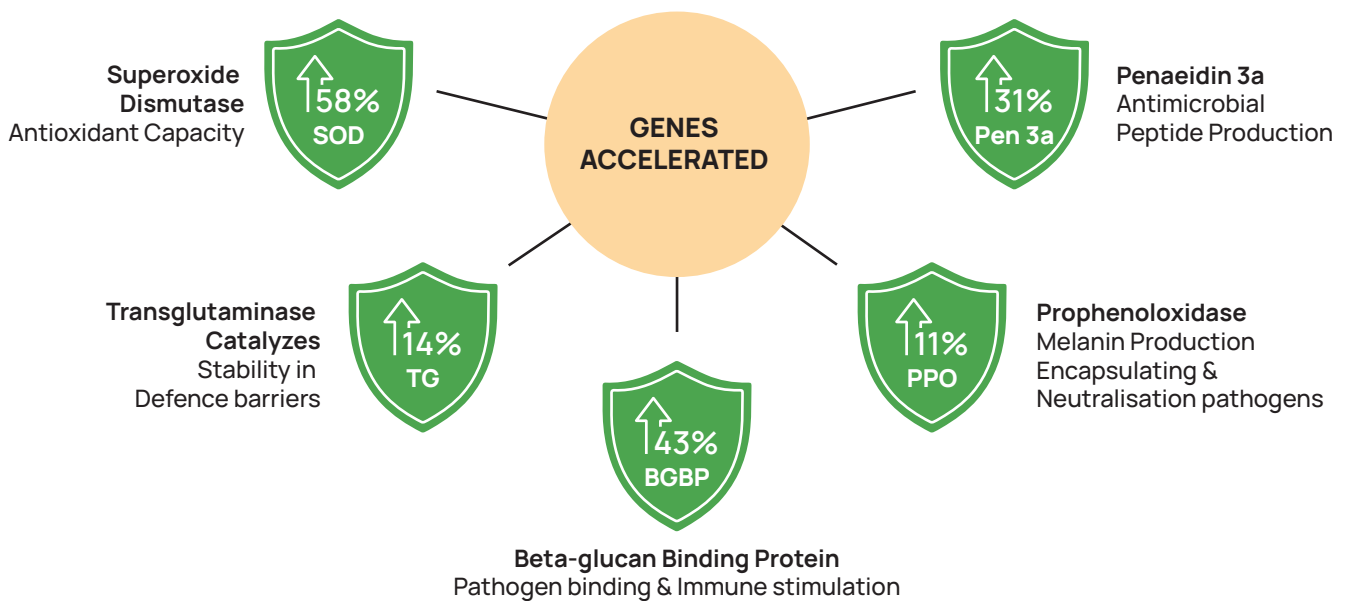 GENES
ACCELERATED
Superoxide
Dismutase
Antioxidant Capacity
58%
SOD
31%
Pen 3a
Penaeidin 3a
Antimicrobial
Peptide Production
Transglutaminase
Catalyzes
Stability in
Defence barriers
14%
TG
11%
PPO
Prophenoloxidase
Melanin Production
Encapsulating &
Neutralisation pathogens
43%
BGBP
Beta-glucan Binding Protein
Pathogen binding & Immune stimulation